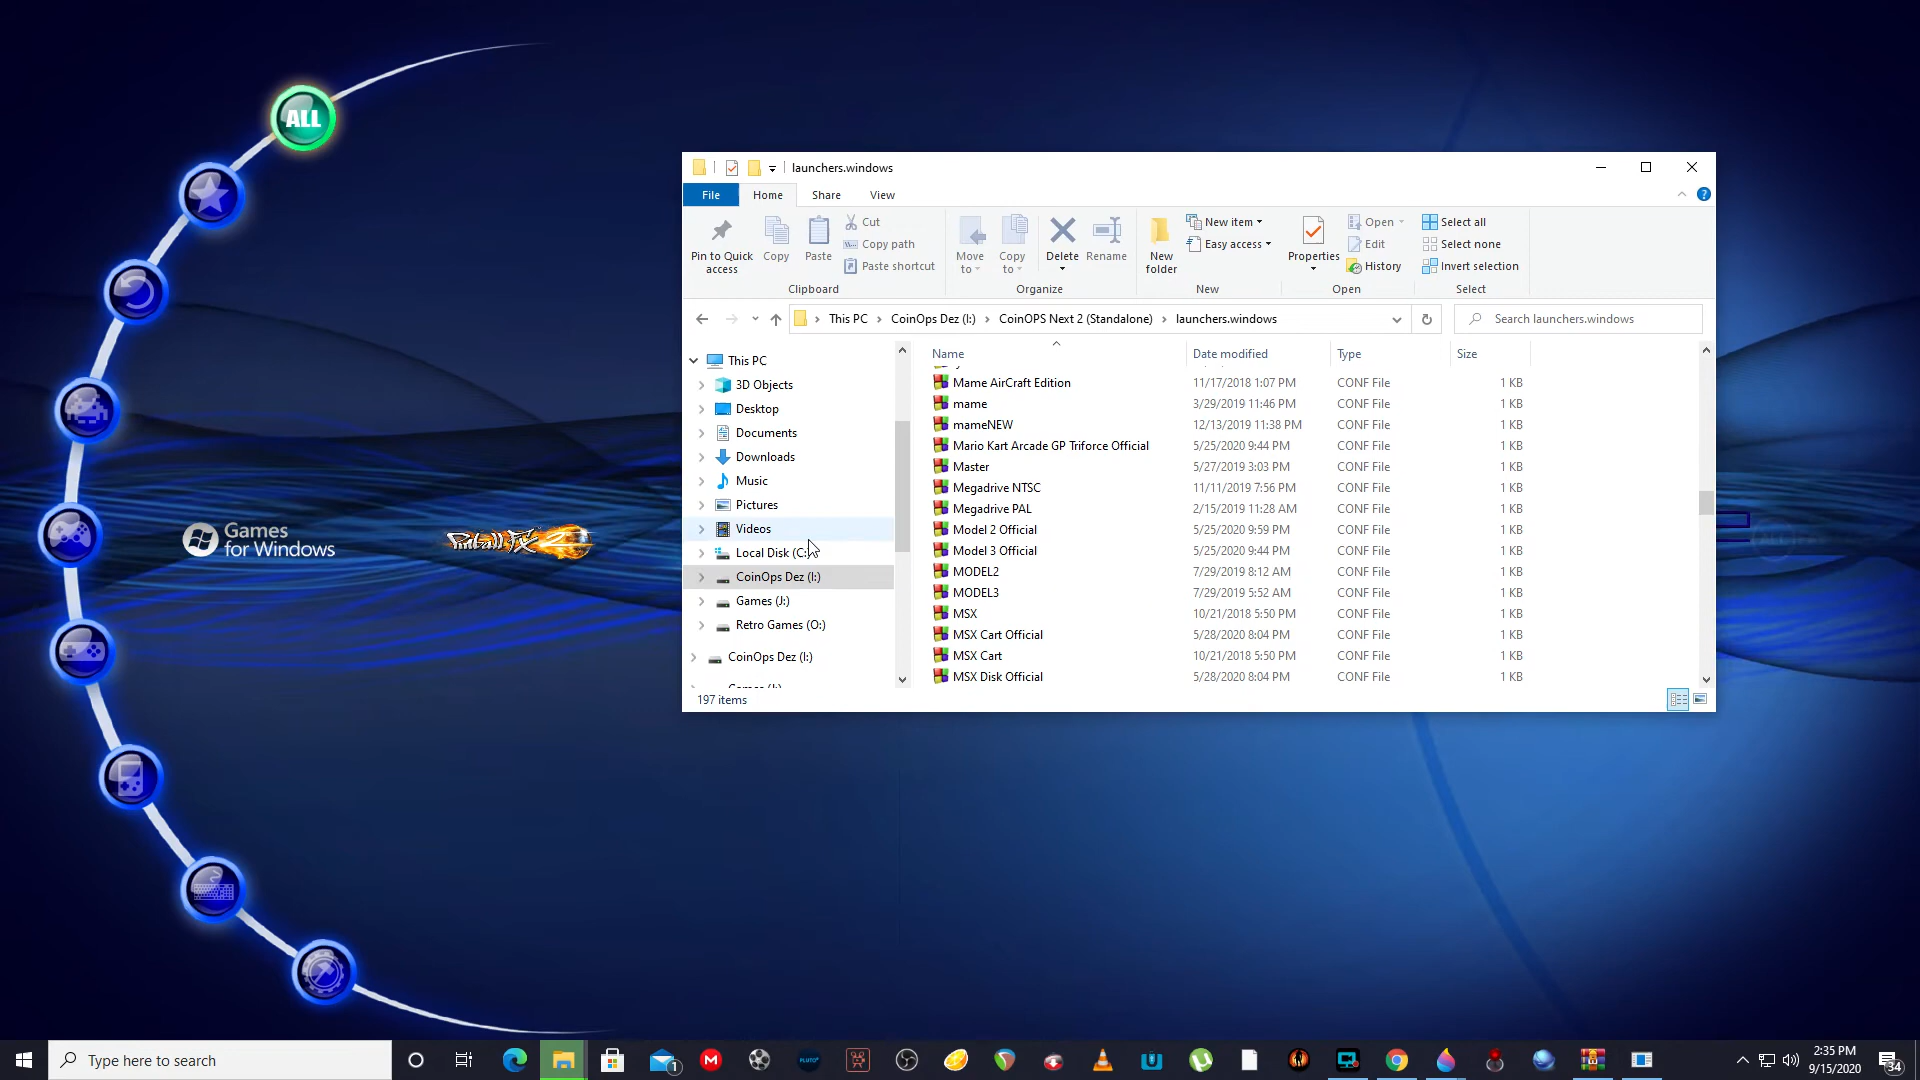 ALL
Games
for Windows
Pinball FX 2
launchers.windows
File
Home
Share
View
Pin to Quick
access
Copy
Paste
Cut
Copy path
Paste shortcut
Clipboard
Move
to
Copy
to
Delete
Rename
Organize
New
folder
New item
Easy access
New
Properties
Open
Edit
History
Open
Select all
Select none
Invert selection
Select
This PC > CoinOps Dez (I:) > CoinOPS Next 2 (Standalone) > launchers.windows
Search launchers.windows
This PC
3D Objects
Desktop
Documents
Downloads
Music
Pictures
Videos
Local Disk (C:)
CoinOps Dez (I:)
Games (J:)
Retro Games (O:)
CoinOps Dez (I:)
Name Date modified Type Size
Mame AirCraft Edition 11/17/2018 1:07 PM CONF File 1 KB
mame 3/29/2019 11:46 PM CONF File 1 KB
mameNEW 12/13/2019 11:38 PM CONF File 1 KB
Mario Kart Arcade GP Triforce Official 5/25/2020 9:44 PM CONF File 1 KB
Master 5/27/2019 3:03 PM CONF File 1 KB
Megadrive NTSC 11/11/2019 7:56 PM CONF File 1 KB
Megadrive PAL 2/15/2019 11:28 AM CONF File 1 KB
Model 2 Official 5/25/2020 9:59 PM CONF File 1 KB
Model 3 Official 5/25/2020 9:44 PM CONF File 1 KB
MODEL2 7/29/2019 8:12 AM CONF File 1 KB
MODEL3 7/29/2019 5:52 AM CONF File 1 KB
MSX 10/21/2018 5:50 PM CONF File 1 KB
MSX Cart Official 5/28/2020 8:04 PM CONF File 1 KB
MSX Cart 10/21/2018 5:50 PM CONF File 1 KB
MSX Disk Official 5/28/2020 8:04 PM CONF File 1 KB
197 items
Type here to search
1
2:35 PM
9/15/2020
34